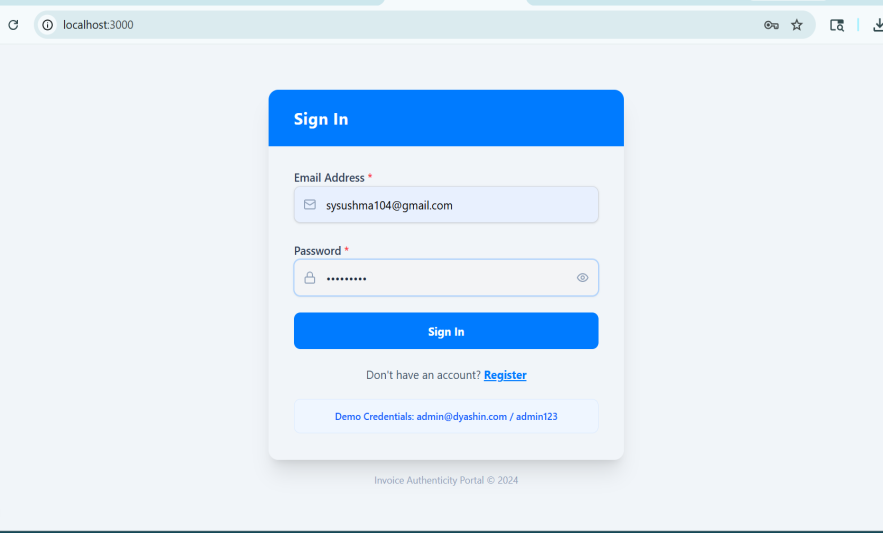 localhost:3000
Sign In
Email Address *
sysushma104@gmail.com
Password *
•••••••••
Sign In
Don't have an account? Register
Demo Credentials: admin@dyashin.com / admin123
Invoice Authenticity Portal © 2024